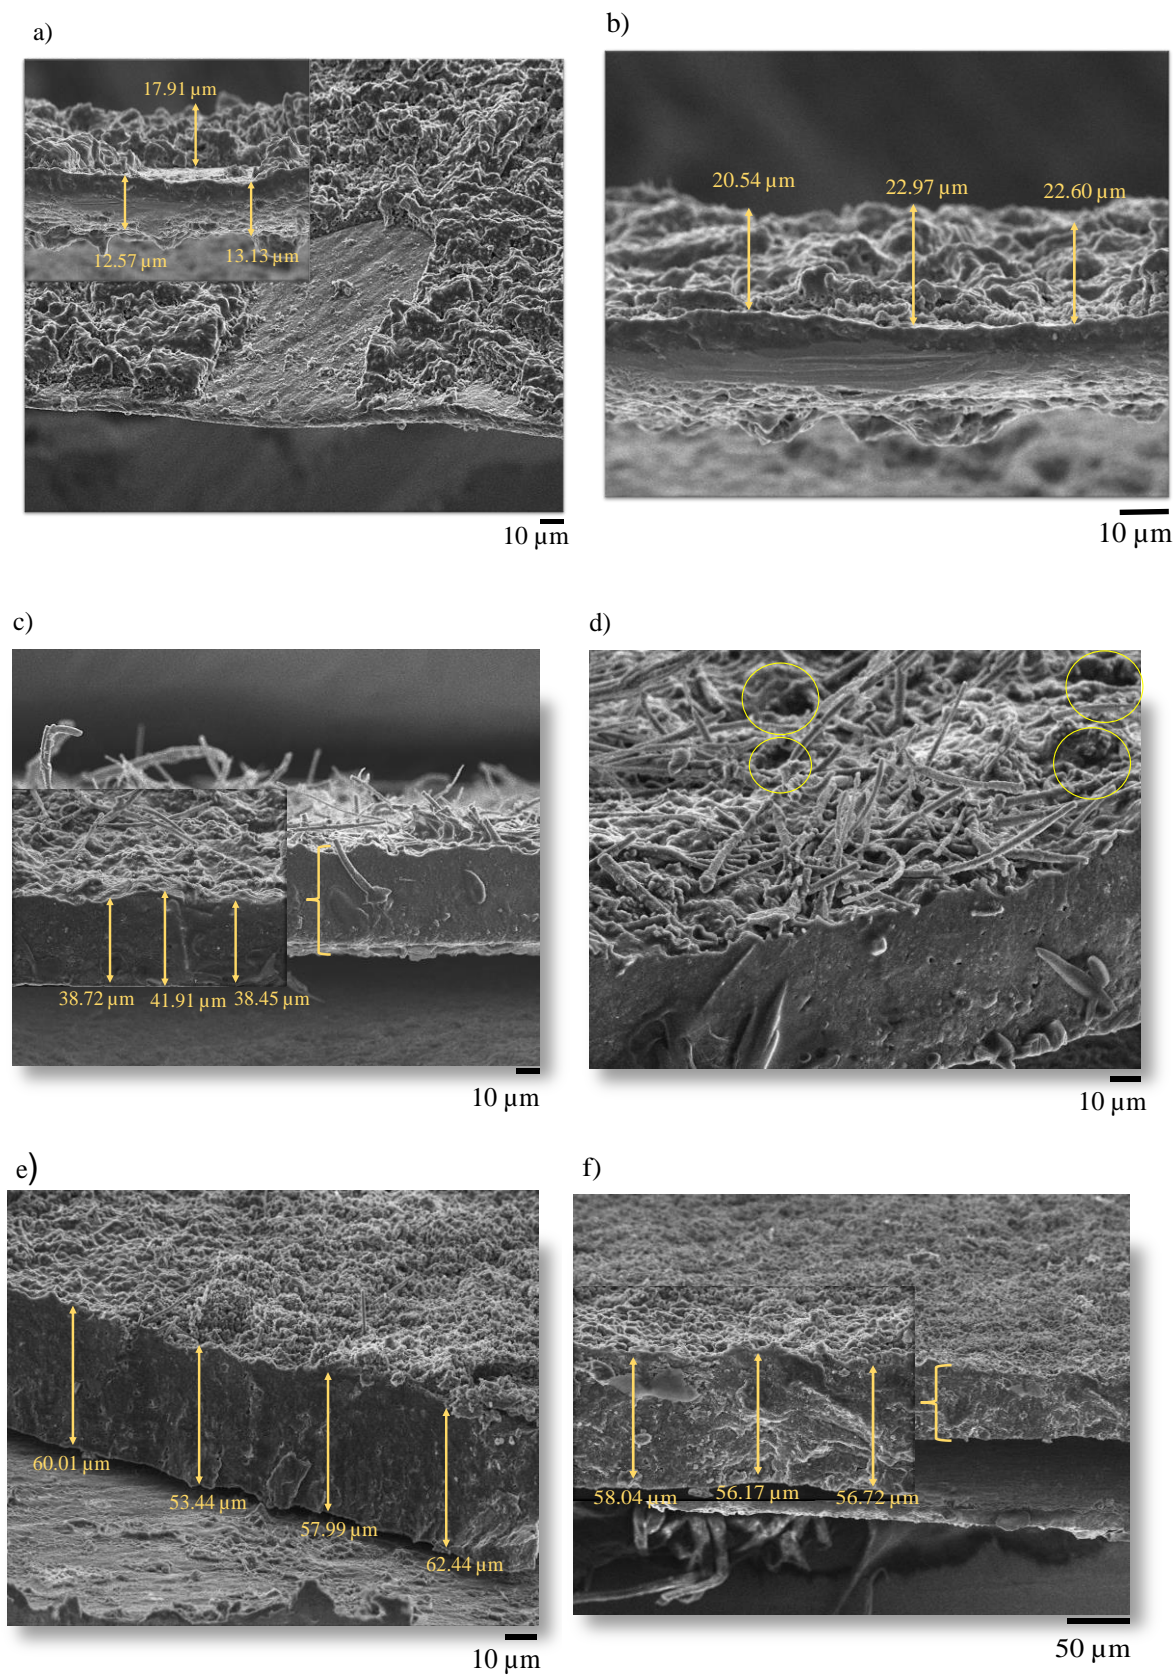 a)
17.91 µm
12.57 µm
13.13 µm
10 µm
b)
20.54 µm
22.97 µm
22.60 µm
10 µm
c)
38.72 µm
41.91 µm
38.45 µm
10 µm
d)
10 µm
e)
60.01 µm
53.44 µm
57.99 µm
62.44 µm
10 µm
f)
58.04 µm
56.17 µm
56.72 µm
50 µm